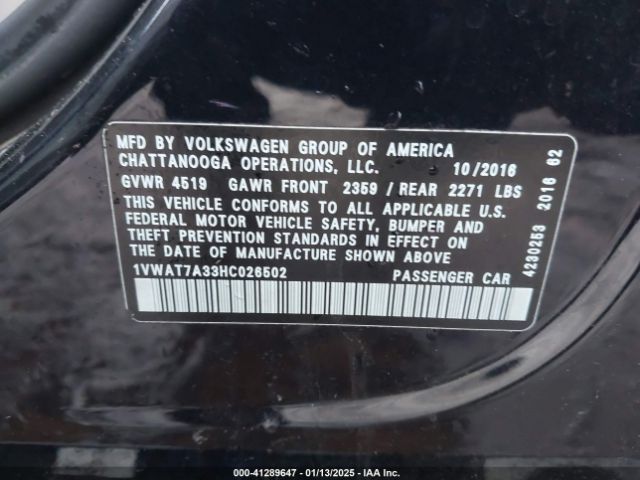 MFD BY VOLKSWAGEN GROUP OF AMERICA
CHATTANOOGA OPERATIONS, LLC. 10/2016
GVWR 4519 GAWR FRONT 2359 / REAR 2271 LBS
THIS VEHICLE CONFORMS TO ALL APPLICABLE U.S.
FEDERAL MOTOR VEHICLE SAFETY, BUMPER AND
THEFT PREVENTION STANDARDS IN EFFECT ON
THE DATE OF MANUFACTURE SHOWN ABOVE
1VWAT7A33HC026502 PASSENGER CAR
4230253 2016 62
000-41289647 - 01/13/2025 - IAA Inc.